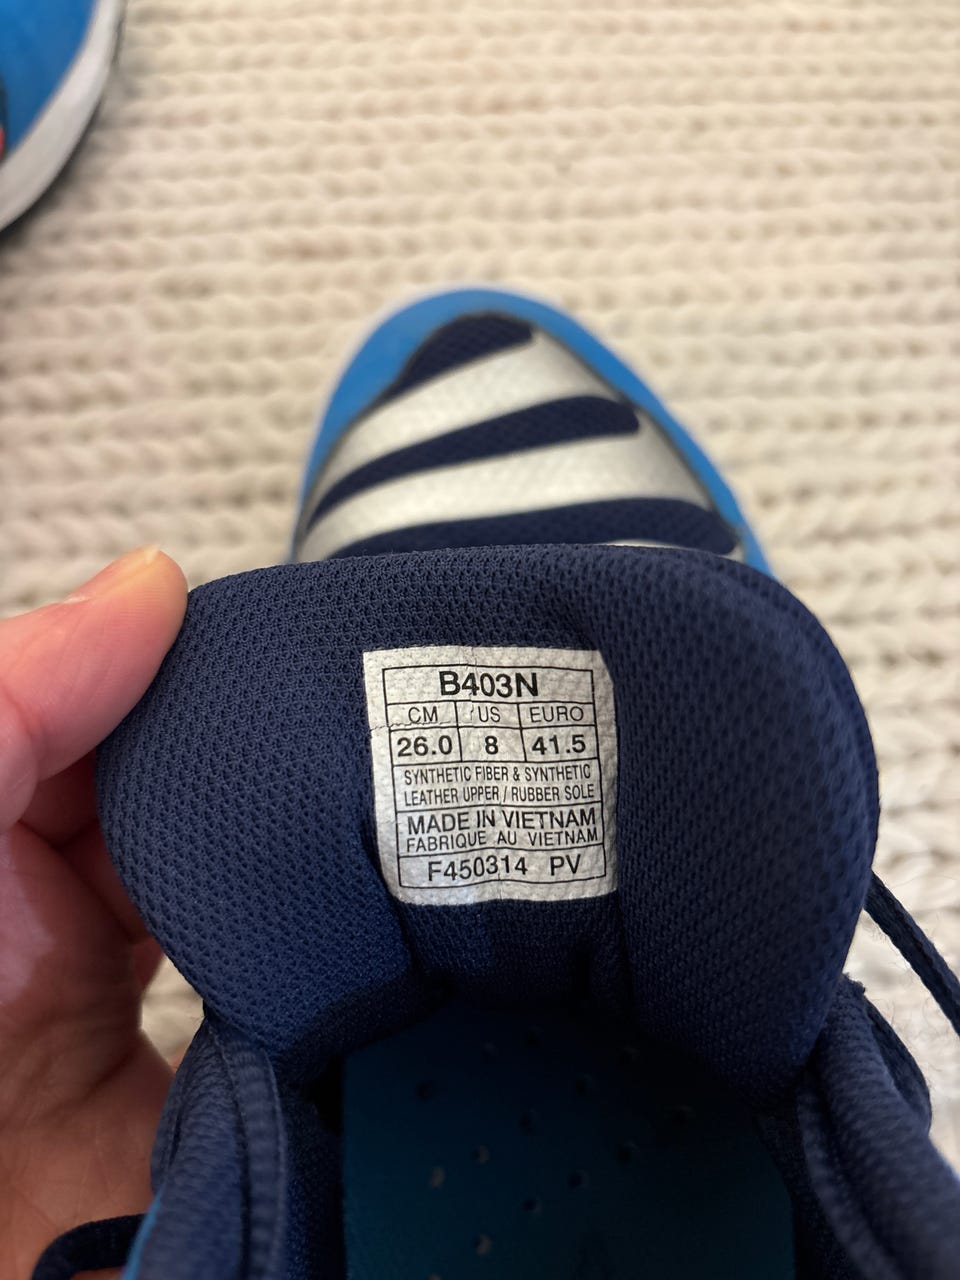 B403N
CM US EURO
26.0 8 41.5
SYNTHETIC FIBER & SYNTHETIC
LEATHER UPPER / RUBBER SOLE
MADE IN VIETNAM
FABRIQUE AU VIETNAM
F450314 PV